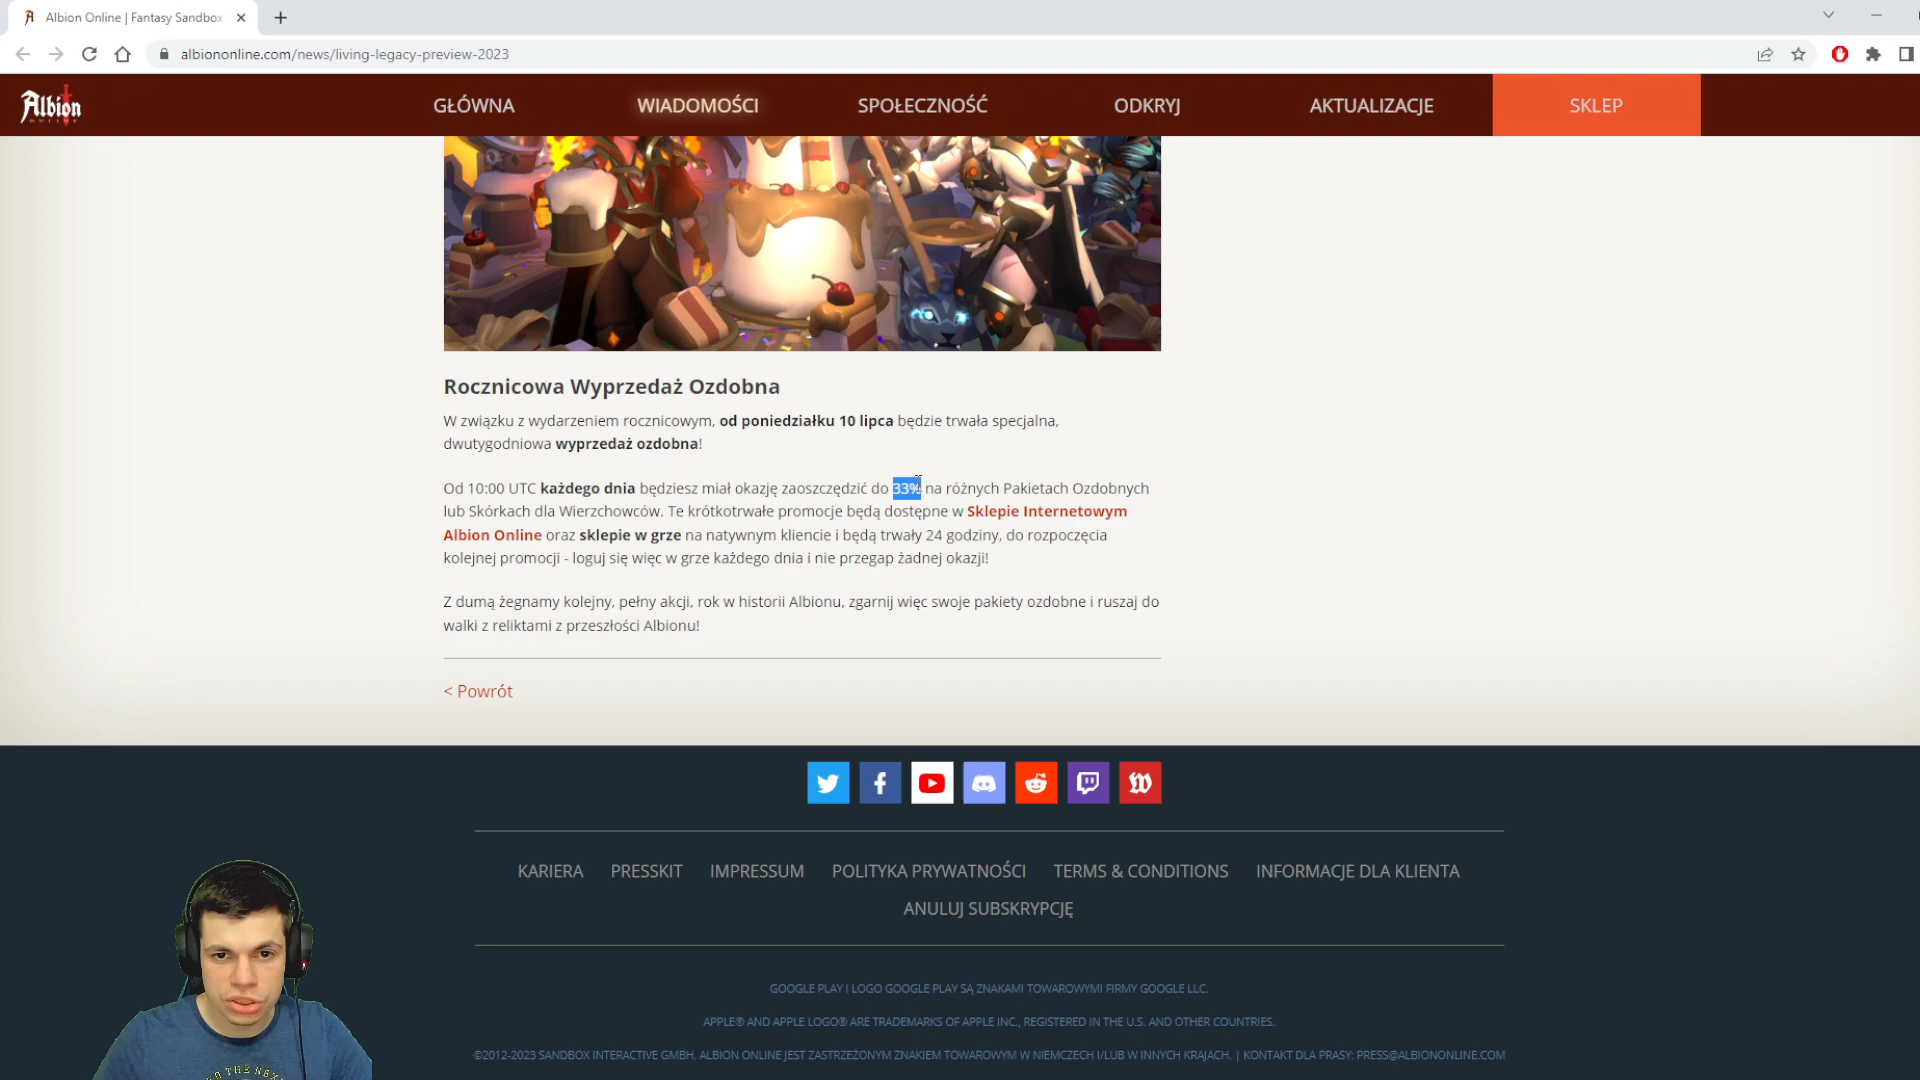 Albion Online | Fantasy Sandbox
albiononline.com/news/living-legacy-preview-2023
Albion
ONLINE
GŁÓWNA
WIADOMOŚCI
SPOŁECZNOŚĆ
ODKRYJ
AKTUALIZACJE
SKLEP
Rocznicowa Wyprzedaż Ozdobna
W związku z wydarzeniem rocznicowym, od poniedziałku 10 lipca będzie trwała specjalna,
dwutygodniowa wyprzedaż ozdobna!
Od 10:00 UTC każdego dnia będziesz miał okazję zaoszczędzić do 33% na różnych Pakietach Ozdobnych
lub Skórkach dla Wierzchowców. Te krótkotrwałe promocje będą dostępne w Sklepie Internetowym
Albion Online oraz sklepie w grze na natywnym kliencie i będą trwały 24 godziny, do rozpoczęcia
kolejnej promocji - loguj się więc w grze każdego dnia i nie przegap żadnej okazji!
Z dumą żegnamy kolejny, pełny akcji, rok w historii Albionu, zgarnij więc swoje pakiety ozdobne i ruszaj do
walki z reliktami z przeszłości Albionu!
< Powrót
KARIERA
PRESSKIT
IMPRESSUM
POLITYKA PRYWATNOŚCI
TERMS & CONDITIONS
INFORMACJE DLA KLIENTA
ANULUJ SUBSKRYPCJĘ
GOOGLE PLAY I LOGO GOOGLE PLAY SĄ ZNAKAMI TOWAROWYMI FIRMY GOOGLE LLC.
APPLE® AND APPLE LOGO® ARE TRADEMARKS OF APPLE INC., REGISTERED IN THE U.S. AND OTHER COUNTRIES.
©2012-2023 SANDBOX INTERACTIVE GMBH. ALBION ONLINE JEST ZASTRZEŻONYM ZNAKIEM TOWAROWYM W NIEMCZECH I/LUB W INNYCH KRAJACH. | KONTAKT DLA PRASY: PRESS@ALBIONONLINE.COM
TO THE NEX